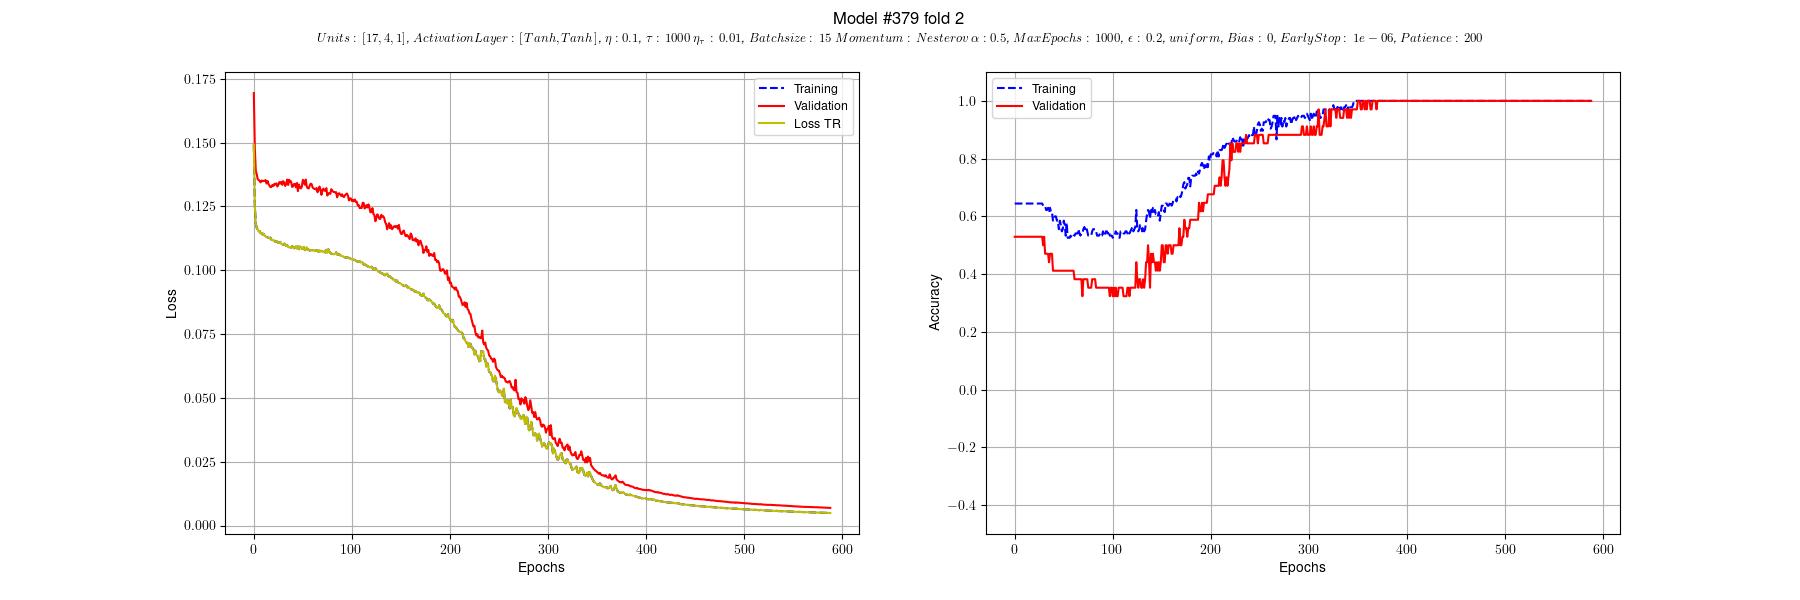 Model #379 fold 2
Units : [17, 4, 1], ActivationLayer : [Tanh, Tanh], η : 0.1, τ : 1000 ητ : 0.01, Batchsize : 15 Momentum : Nesterov α : 0.5, MaxEpochs : 1000, ϵ : 0.2, uniform, Bias : 0, EarlyStop : 1e − 06, Patience : 200
0.175
0.150
0.125
0.100
0.075
0.050
0.025
0.000
Loss
0 100 200 300 400 500 600
Epochs
Training
Validation
Loss TR
1.0
0.8
0.6
0.4
0.2
0.0
−0.2
−0.4
Accuracy
0 100 200 300 400 500 600
Epochs
Training
Validation